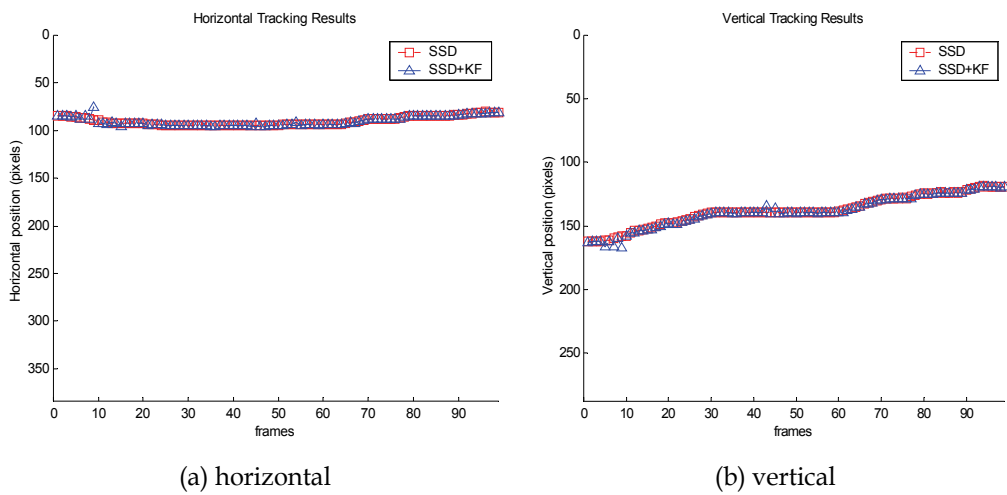 Horizontal Tracking Results
0
50
100
150
200
250
300
350
Horizontal position (pixels)
SSD
SSD+KF
0 10 20 30 40 50 60 70 80 90
frames
(a) horizontal
Vertical Tracking Results
0
50
100
150
200
250
Vertical position (pixels)
SSD
SSD+KF
0 10 20 30 40 50 60 70 80 90
frames
(b) vertical